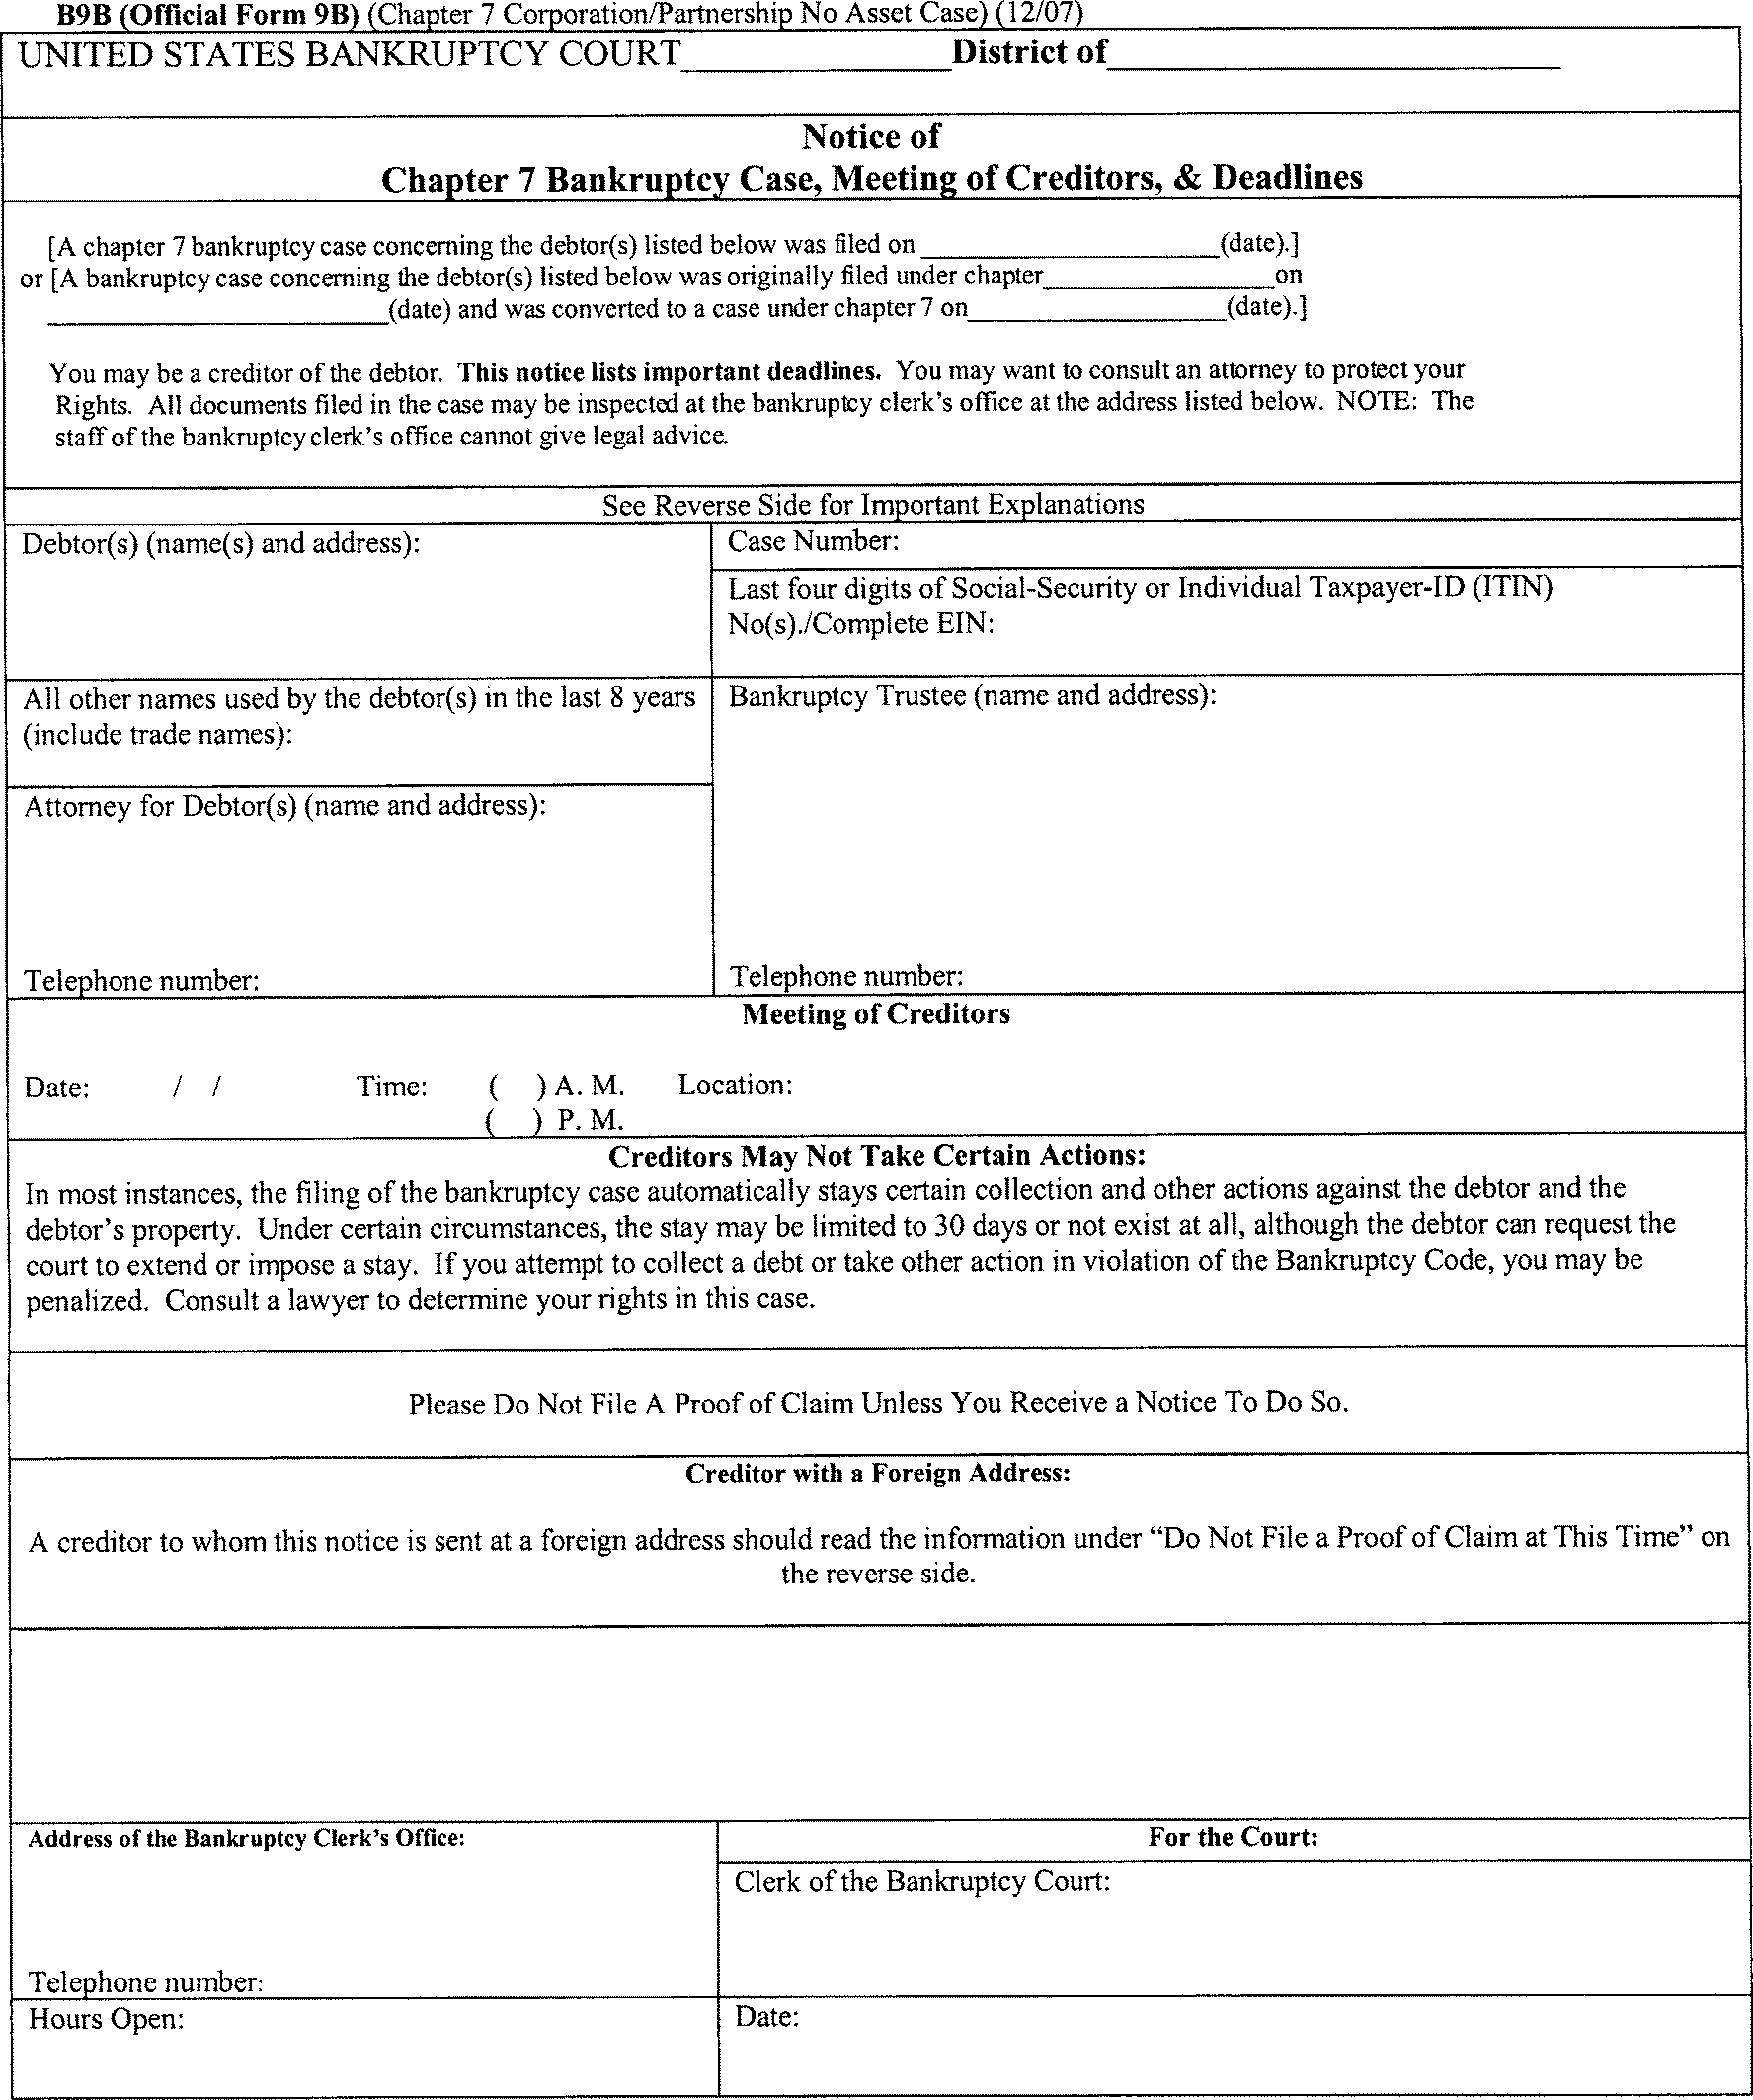 B9B (Official Form 9B) (Chapter 7 Corporation/Partnership No Asset Case) (12/07)
UNITED STATES BANKRUPTCY COURT____________________District of____________________
Notice of
Chapter 7 Bankruptcy Case, Meeting of Creditors, & Deadlines
[A chapter 7 bankruptcy case concerning the debtor(s) listed below was filed on ____________________(date).]
or [A bankruptcy case concerning the debtor(s) listed below was originally filed under chapter____________________on
____________________(date) and was converted to a case under chapter 7 on____________________(date).]
You may be a creditor of the debtor. This notice lists important deadlines. You may want to consult an attorney to protect your
Rights. All documents filed in the case may be inspected at the bankruptcy clerk's office at the address listed below. NOTE: The
staff of the bankruptcy clerk's office cannot give legal advice.
See Reverse Side for Important Explanations
Debtor(s) (name(s) and address):
Case Number:
Last four digits of Social-Security or Individual Taxpayer-ID (ITIN)
No(s)./Complete EIN:
All other names used by the debtor(s) in the last 8 years
(include trade names):
Bankruptcy Trustee (name and address):
Attorney for Debtor(s) (name and address):
Telephone number:
Telephone number:
Meeting of Creditors
Date: / / Time: ( ) A. M. Location:
( ) P. M.
Creditors May Not Take Certain Actions:
In most instances, the filing of the bankruptcy case automatically stays certain collection and other actions against the debtor and the
debtor's property. Under certain circumstances, the stay may be limited to 30 days or not exist at all, although the debtor can request the
court to extend or impose a stay. If you attempt to collect a debt or take other action in violation of the Bankruptcy Code, you may be
penalized. Consult a lawyer to determine your rights in this case.
Please Do Not File A Proof of Claim Unless You Receive a Notice To Do So.
Creditor with a Foreign Address:
A creditor to whom this notice is sent at a foreign address should read the information under “Do Not File a Proof of Claim at This Time” on
the reverse side.
Address of the Bankruptcy Clerk's Office:
For the Court:
Clerk of the Bankruptcy Court:
Telephone number:
Hours Open:
Date: